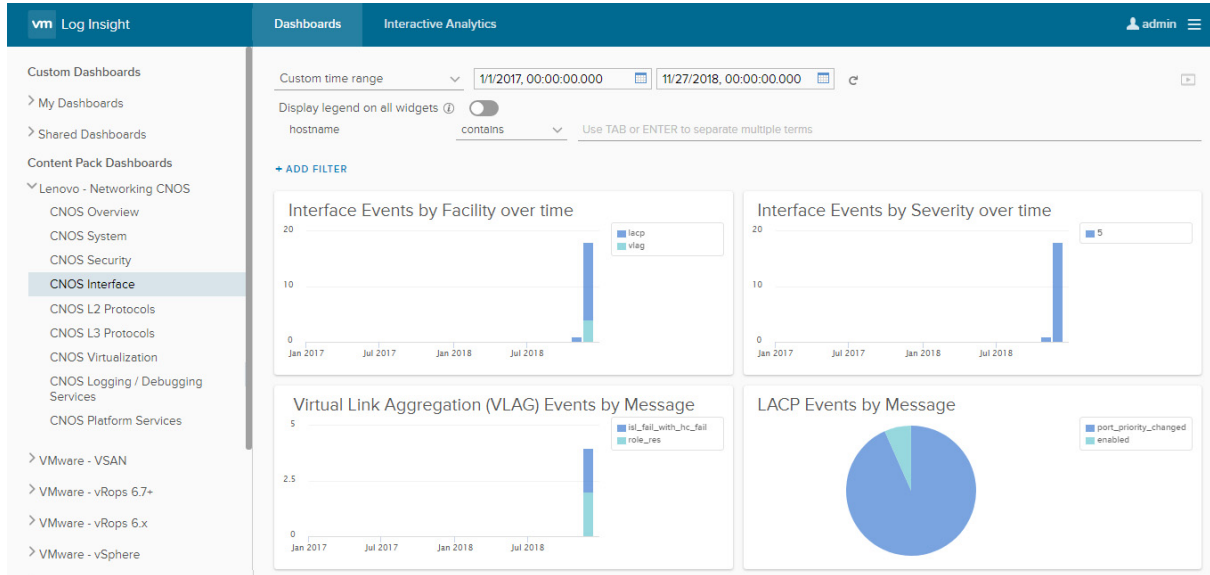 vm Log Insight
Dashboards
Interactive Analytics
admin
Custom Dashboards
My Dashboards
Shared Dashboards
Content Pack Dashboards
Lenovo - Networking CNOS
CNOS Overview
CNOS System
CNOS Security
CNOS Interface
CNOS L2 Protocols
CNOS L3 Protocols
CNOS Virtualization
CNOS Logging / Debugging
Services
CNOS Platform Services
VMware - VSAN
VMware - vRops 6.7+
VMware - vRops 6.x
VMware - vSphere
Custom time range
1/1/2017, 00:00:00.000
11/27/2018, 00:00:00.000
Display legend on all widgets
hostname
contains
Use TAB or ENTER to separate multiple terms
+ ADD FILTER
Interface Events by Facility over time
20
10
0
Jan 2017
Jul 2017
Jan 2018
Jul 2018
lacp
vlag
Interface Events by Severity over time
20
10
0
Jan 2017
Jul 2017
Jan 2018
Jul 2018
5
Virtual Link Aggregation (VLAG) Events by Message
5
2.5
0
Jan 2017
Jul 2017
Jan 2018
Jul 2018
isl_fail_with_hc_fail
role_res
LACP Events by Message
port_priority_changed
enabled